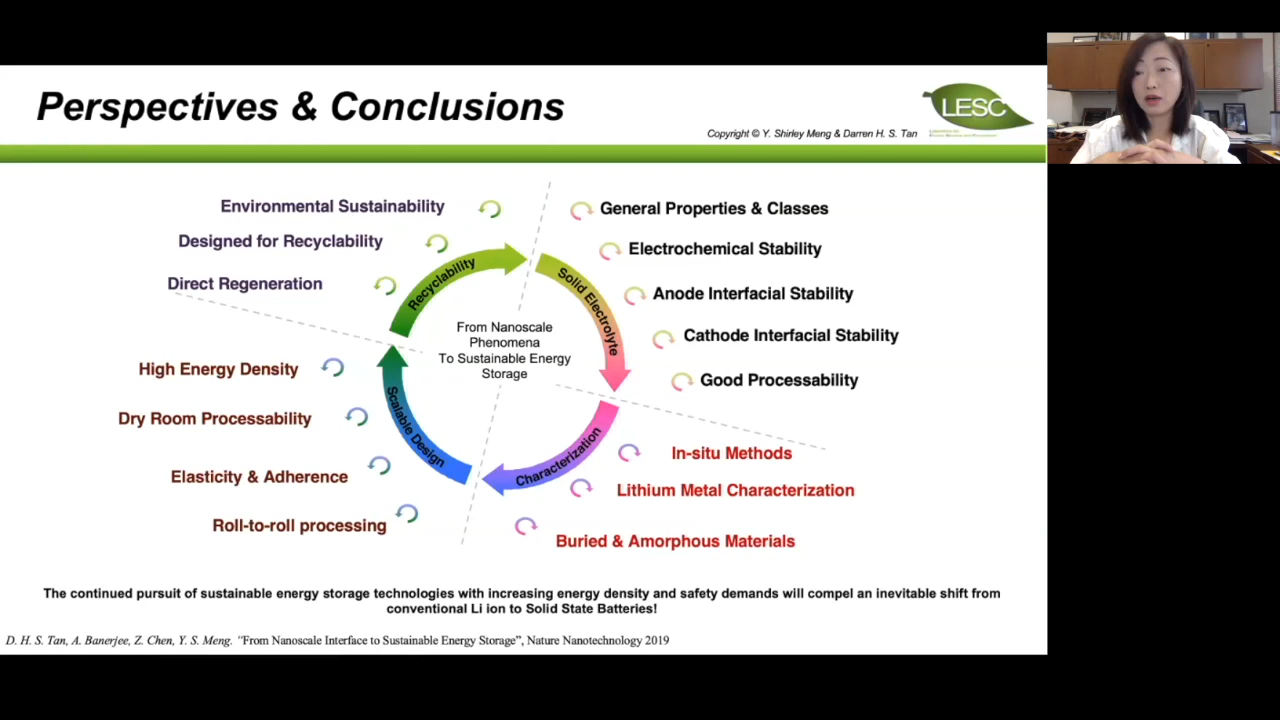 Perspectives & Conclusions
Copyright © Y. Shirley Meng & Darren H. S. Tan
LESC
Environmental Sustainability
Designed for Recyclability
Direct Regeneration
General Properties & Classes
Electrochemical Stability
Anode Interfacial Stability
Cathode Interfacial Stability
Good Processability
Recyclability
Solid Electrolyte
From Nanoscale
Phenomena
To Sustainable Energy
Storage
High Energy Density
Dry Room Processability
Elasticity & Adherence
Roll-to-roll processing
Scalable Design
Characterization
In-situ Methods
Lithium Metal Characterization
Buried & Amorphous Materials
The continued pursuit of sustainable energy storage technologies with increasing energy density and safety demands will compel an inevitable shift from
conventional Li ion to Solid State Batteries!
D. H. S. Tan, A. Banerjee, Z. Chen, Y. S. Meng. "From Nanoscale Interface to Sustainable Energy Storage", Nature Nanotechnology 2019